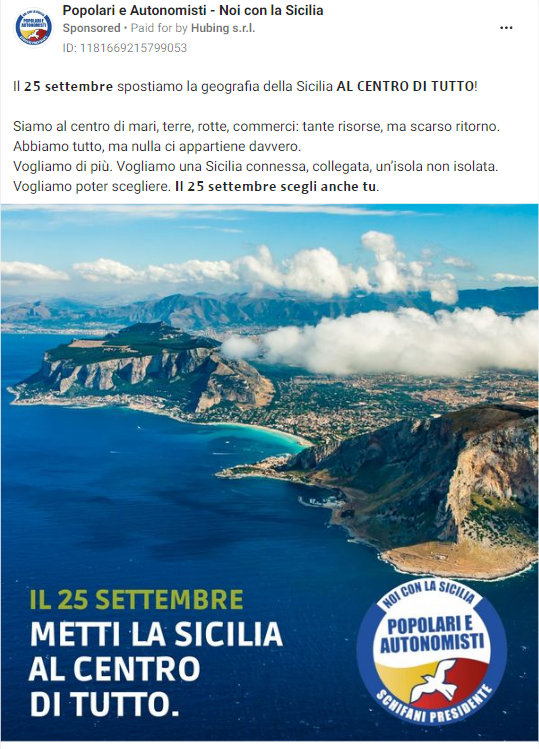 Popolari e Autonomisti - Noi con la Sicilia
Sponsored • Paid for by Hubing s.r.l.
ID: 1181669215799053
Il 25 settembre spostiamo la geografia della Sicilia AL CENTRO DI TUTTO!
Siamo al centro di mari, terre, rotte, commerci: tante risorse, ma scarso ritorno.
Abbiamo tutto, ma nulla ci appartiene davvero.
Vogliamo di più. Vogliamo una Sicilia connessa, collegata, un'isola non isolata.
Vogliamo poter scegliere. Il 25 settembre scegli anche tu.
IL 25 SETTEMBRE
METTI LA SICILIA
AL CENTRO
DI TUTTO.
NOI CON LA SICILIA
POPOLARI E
AUTONOMISTI
SCHIFANI PRESIDENTE